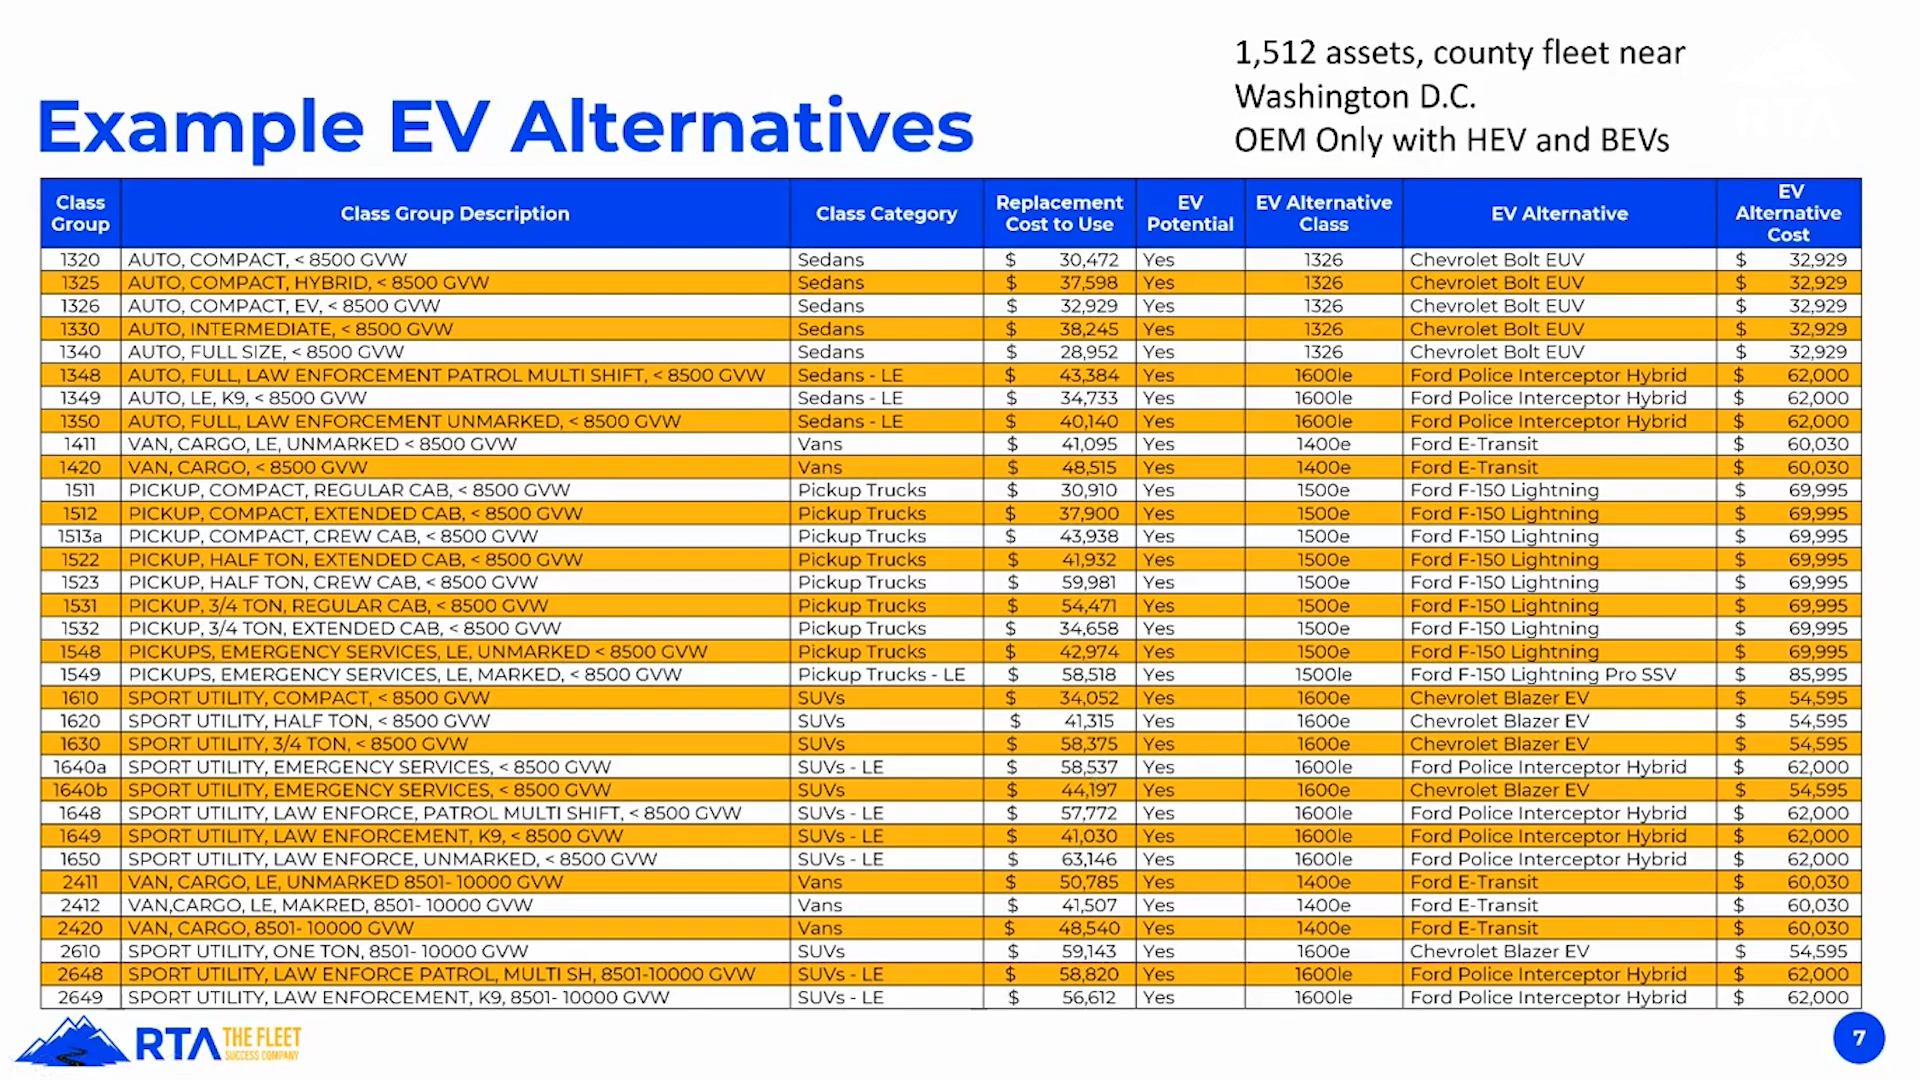 1,512 assets, county fleet near
Washington D.C.
OEM Only with HEV and BEVs
RTA
Example EV Alternatives
Class Group | Class Group Description | Class Category | Replacement Cost to Use | EV Potential | EV Alternative Class | EV Alternative | EV Alternative Cost
1320 AUTO, COMPACT, < 8500 GVW Sedans $ 30,472 Yes 1326 Chevrolet Bolt EUV $ 32,929
1325 AUTO, COMPACT, HYBRID, < 8500 GVW Sedans $ 37,598 Yes 1326 Chevrolet Bolt EUV $ 32,929
1326 AUTO, COMPACT, EV, < 8500 GVW Sedans $ 32,929 Yes 1326 Chevrolet Bolt EUV $ 32,929
1330 AUTO, INTERMEDIATE, < 8500 GVW Sedans $ 38,245 Yes 1326 Chevrolet Bolt EUV $ 32,929
1340 AUTO, FULL SIZE, < 8500 GVW Sedans $ 28,952 Yes 1326 Chevrolet Bolt EUV $ 32,929
1348 AUTO, FULL, LAW ENFORCEMENT PATROL MULTI SHIFT, < 8500 GVW Sedans - LE $ 43,384 Yes 1600le Ford Police Interceptor Hybrid $ 62,000
1349 AUTO, LE, K9, < 8500 GVW Sedans - LE $ 34,733 Yes 1600le Ford Police Interceptor Hybrid $ 62,000
1350 AUTO, FULL, LAW ENFORCEMENT UNMARKED, < 8500 GVW Sedans - LE $ 40,140 Yes 1600le Ford Police Interceptor Hybrid $ 62,000
1411 VAN, CARGO, LE, UNMARKED < 8500 GVW Vans $ 41,095 Yes 1400e Ford E-Transit $ 60,030
1420 VAN, CARGO, < 8500 GVW Vans $ 48,515 Yes 1400e Ford E-Transit $ 60,030
1511 PICKUP, COMPACT, REGULAR CAB, < 8500 GVW Pickup Trucks $ 30,910 Yes 1500e Ford F-150 Lightning $ 69,995
1512 PICKUP, COMPACT, EXTENDED CAB, < 8500 GVW Pickup Trucks $ 37,900 Yes 1500e Ford F-150 Lightning $ 69,995
1513a PICKUP, COMPACT, CREW CAB, < 8500 GVW Pickup Trucks $ 43,938 Yes 1500e Ford F-150 Lightning $ 69,995
1522 PICKUP, HALF TON, EXTENDED CAB, < 8500 GVW Pickup Trucks $ 41,932 Yes 1500e Ford F-150 Lightning $ 69,995
1523 PICKUP, HALF TON, CREW CAB, < 8500 GVW Pickup Trucks $ 59,981 Yes 1500e Ford F-150 Lightning $ 69,995
1531 PICKUP, 3/4 TON, REGULAR CAB, < 8500 GVW Pickup Trucks $ 54,471 Yes 1500e Ford F-150 Lightning $ 69,995
1532 PICKUP, 3/4 TON, EXTENDED CAB, < 8500 GVW Pickup Trucks $ 34,658 Yes 1500e Ford F-150 Lightning $ 69,995
1548 PICKUPS, EMERGENCY SERVICES, LE, UNMARKED < 8500 GVW Pickup Trucks $ 42,974 Yes 1500e Ford F-150 Lightning $ 69,995
1549 PICKUPS, EMERGENCY SERVICES, LE, MARKED, < 8500 GVW Pickup Trucks - LE $ 58,518 Yes 1500le Ford F-150 Lightning Pro SSV $ 85,995
1610 SPORT UTILITY, COMPACT, < 8500 GVW SUVs $ 34,052 Yes 1600e Chevrolet Blazer EV $ 54,595
1620 SPORT UTILITY, HALF TON, < 8500 GVW SUVs $ 41,315 Yes 1600e Chevrolet Blazer EV $ 54,595
1630 SPORT UTILITY, 3/4 TON, < 8500 GVW SUVs $ 58,375 Yes 1600e Chevrolet Blazer EV $ 54,595
1640a SPORT UTILITY, EMERGENCY SERVICES, < 8500 GVW SUVs - LE $ 58,537 Yes 1600le Ford Police Interceptor Hybrid $ 62,000
1640b SPORT UTILITY, EMERGENCY SERVICES, < 8500 GVW SUVs $ 44,197 Yes 1600e Chevrolet Blazer EV $ 54,595
1648 SPORT UTILITY, LAW ENFORCE, PATROL MULTI SHIFT, < 8500 GVW SUVs - LE $ 57,772 Yes 1600le Ford Police Interceptor Hybrid $ 62,000
1649 SPORT UTILITY, LAW ENFORCEMENT, K9, < 8500 GVW SUVs - LE $ 41,030 Yes 1600le Ford Police Interceptor Hybrid $ 62,000
1650 SPORT UTILITY, LAW ENFORCE, UNMARKED, < 8500 GVW SUVs - LE $ 63,146 Yes 1600le Ford Police Interceptor Hybrid $ 62,000
2411 VAN, CARGO, LE, UNMARKED 8501- 10000 GVW Vans $ 50,785 Yes 1400e Ford E-Transit $ 60,030
2412 VAN,CARGO, LE, MAKRED, 8501- 10000 GVW Vans $ 41,507 Yes 1400e Ford E-Transit $ 60,030
2420 VAN, CARGO, 8501- 10000 GVW Vans $ 48,540 Yes 1400e Ford E-Transit $ 60,030
2610 SPORT UTILITY, ONE TON, 8501- 10000 GVW SUVs $ 59,143 Yes 1600e Chevrolet Blazer EV $ 54,595
2648 SPORT UTILITY, LAW ENFORCE PATROL, MULTI SH, 8501-10000 GVW SUVs - LE $ 58,820 Yes 1600le Ford Police Interceptor Hybrid $ 62,000
2649 SPORT UTILITY, LAW ENFORCEMENT, K9, 8501- 10000 GVW SUVs - LE $ 56,612 Yes 1600le Ford Police Interceptor Hybrid $ 62,000
RTA THE FLEET
SUCCESS COMPANY
7